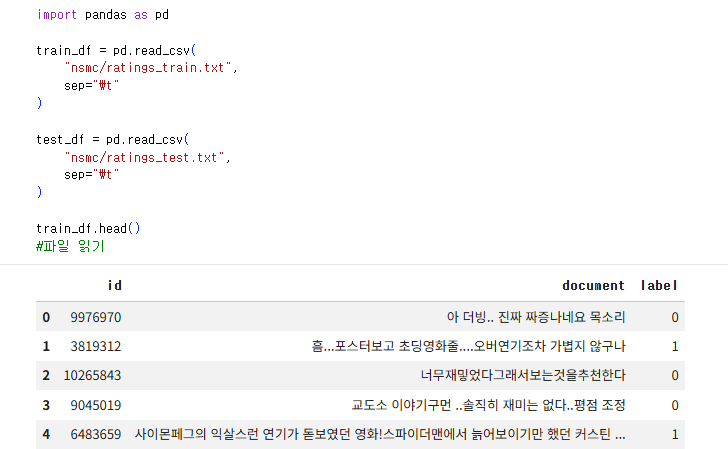 import pandas as pd
train_df = pd.read_csv(
"nsmc/ratings_train.txt",
sep="₩t"
)
test_df = pd.read_csv(
"nsmc/ratings_test.txt",
sep="₩t"
)
train_df.head()
#파일 읽기
id document label
0 9976970 아 더빙.. 진짜 짜증나네요 목소리 0
1 3819312 흠...포스터보고 초딩영화줄....오버연기조차 가볍지 않구나 1
2 10265843 너무재밓었다그래서보는것을추천한다 0
3 9045019 교도소 이야기구먼 ..솔직히 재미는 없다..평점 조정 0
4 6483659 사이몬페그의 익살스런 연기가 돋보였던 영화!스파이더맨에서 늙어보이기만 했던 커스틴 ... 1